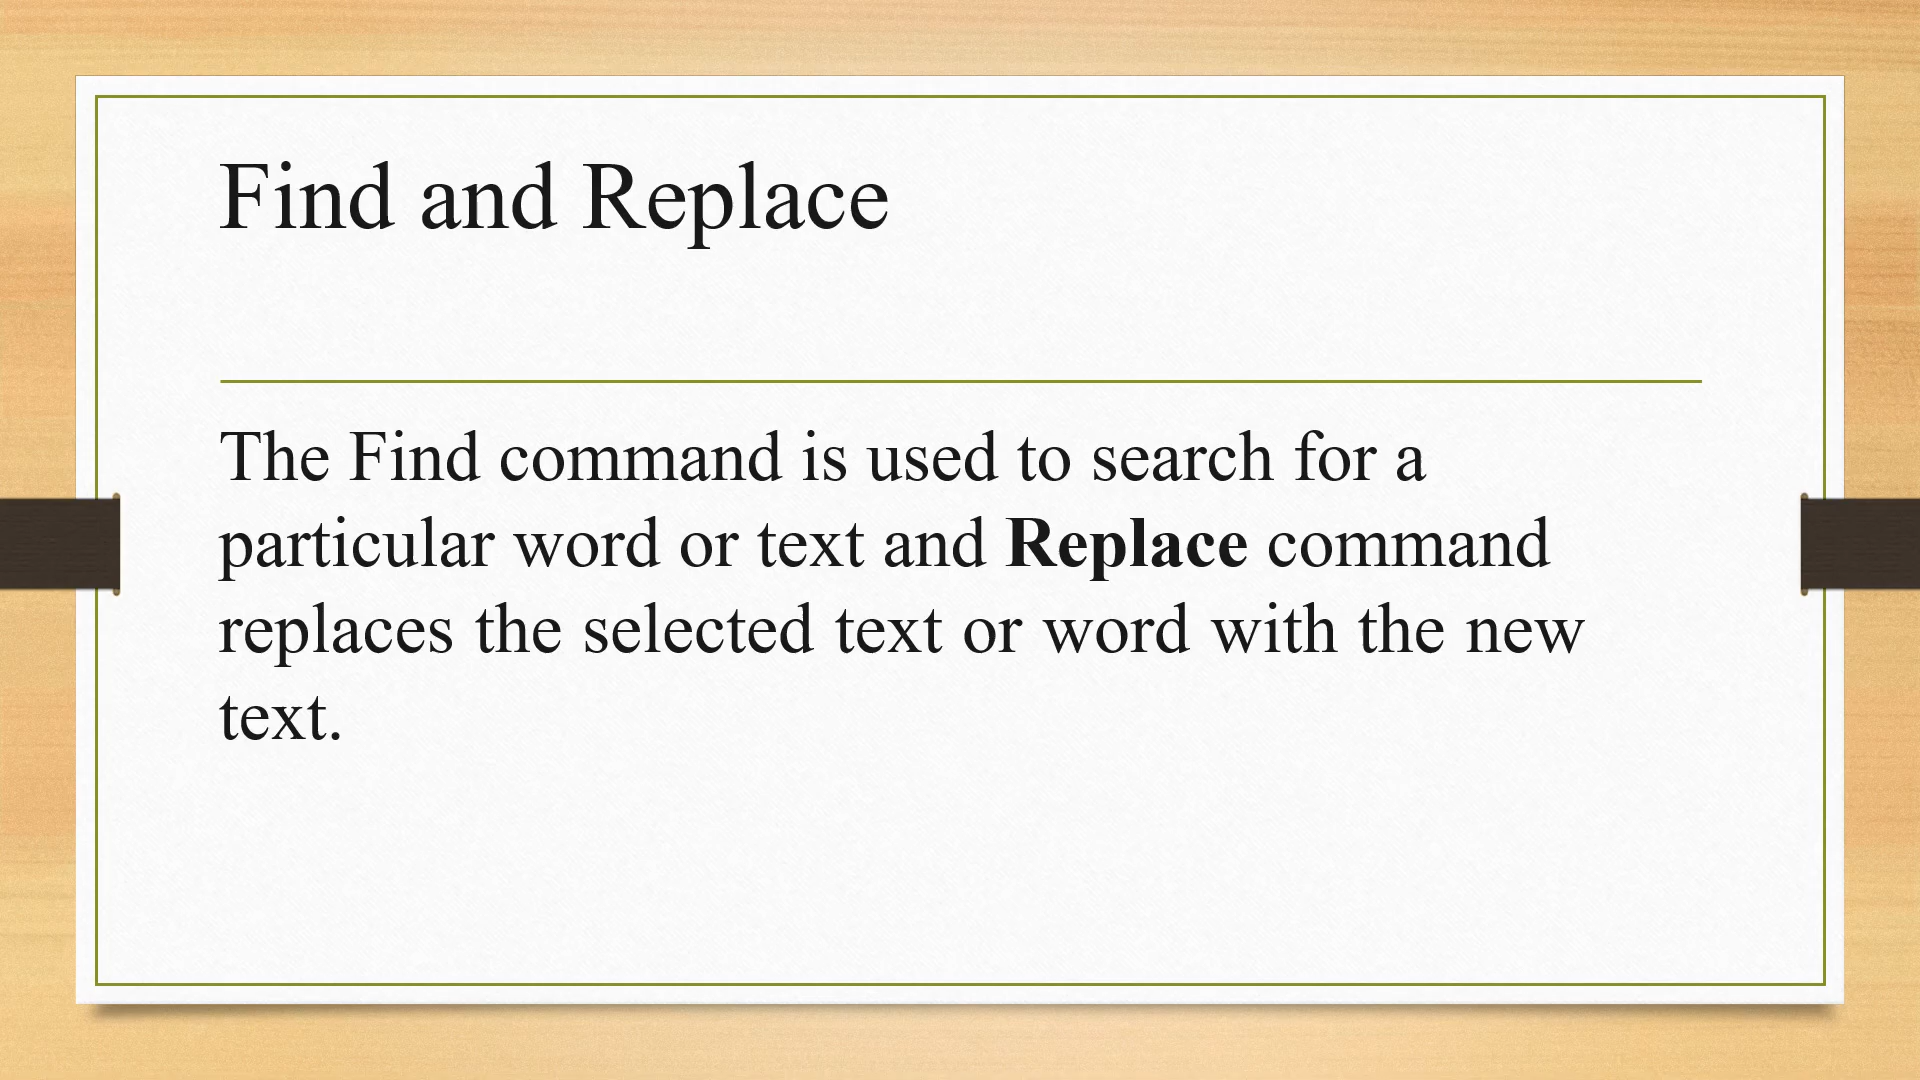 Find and Replace
The Find command is used to search for a
particular word or text and Replace command
replaces the selected text or word with the new
text.